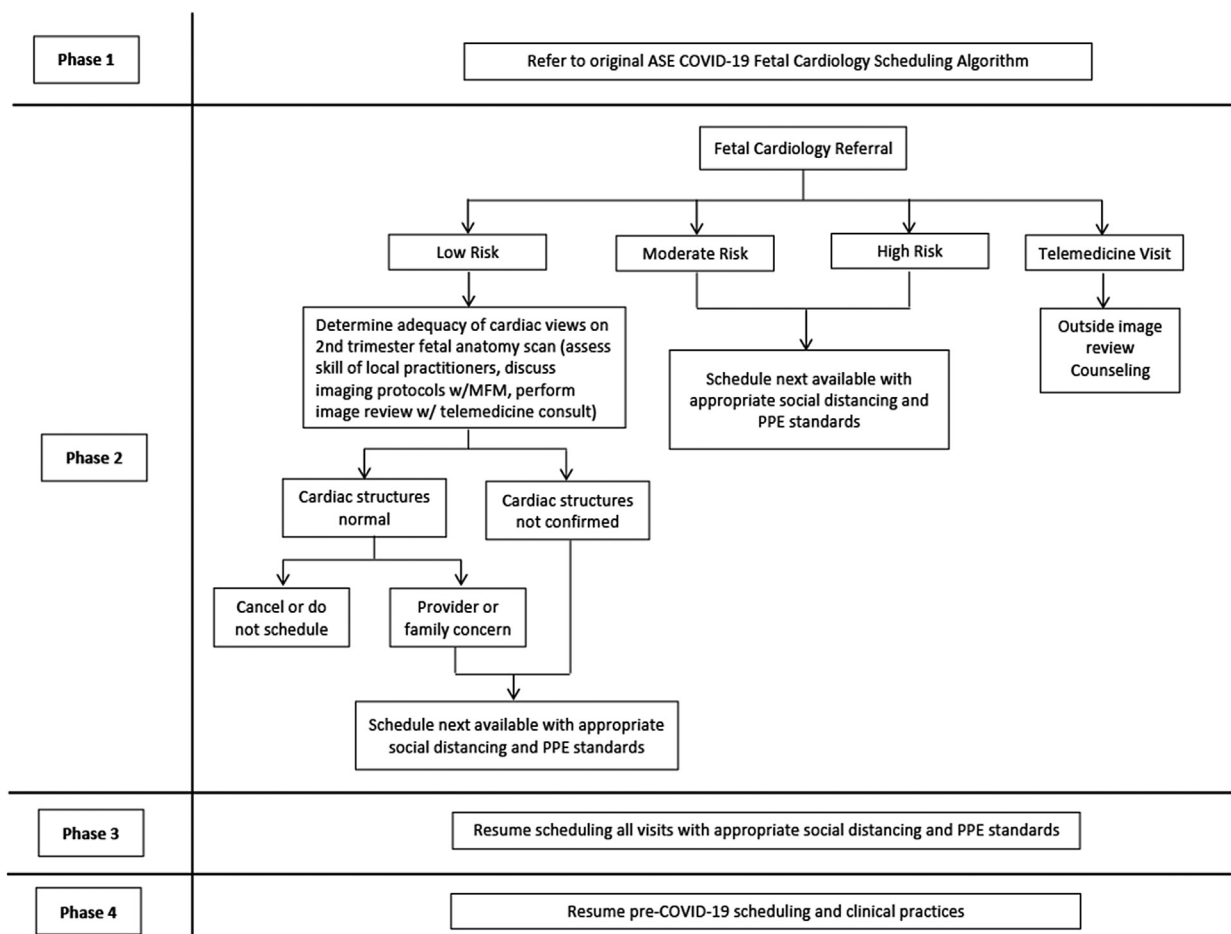 Phase 1
Refer to original ASE COVID-19 Fetal Cardiology Scheduling Algorithm
Phase 2
Fetal Cardiology Referral
Low Risk
Moderate Risk
High Risk
Telemedicine Visit
Determine adequacy of cardiac views on
2nd trimester fetal anatomy scan (assess
skill of local practitioners, discuss
imaging protocols w/MFM, perform
image review w/ telemedicine consult)
Schedule next available with
appropriate social distancing and
PPE standards
Outside image
review
Counseling
Cardiac structures
normal
Cardiac structures
not confirmed
Cancel or do
not schedule
Provider or
family concern
Schedule next available with appropriate
social distancing and PPE standards
Phase 3
Resume scheduling all visits with appropriate social distancing and PPE standards
Phase 4
Resume pre-COVID-19 scheduling and clinical practices